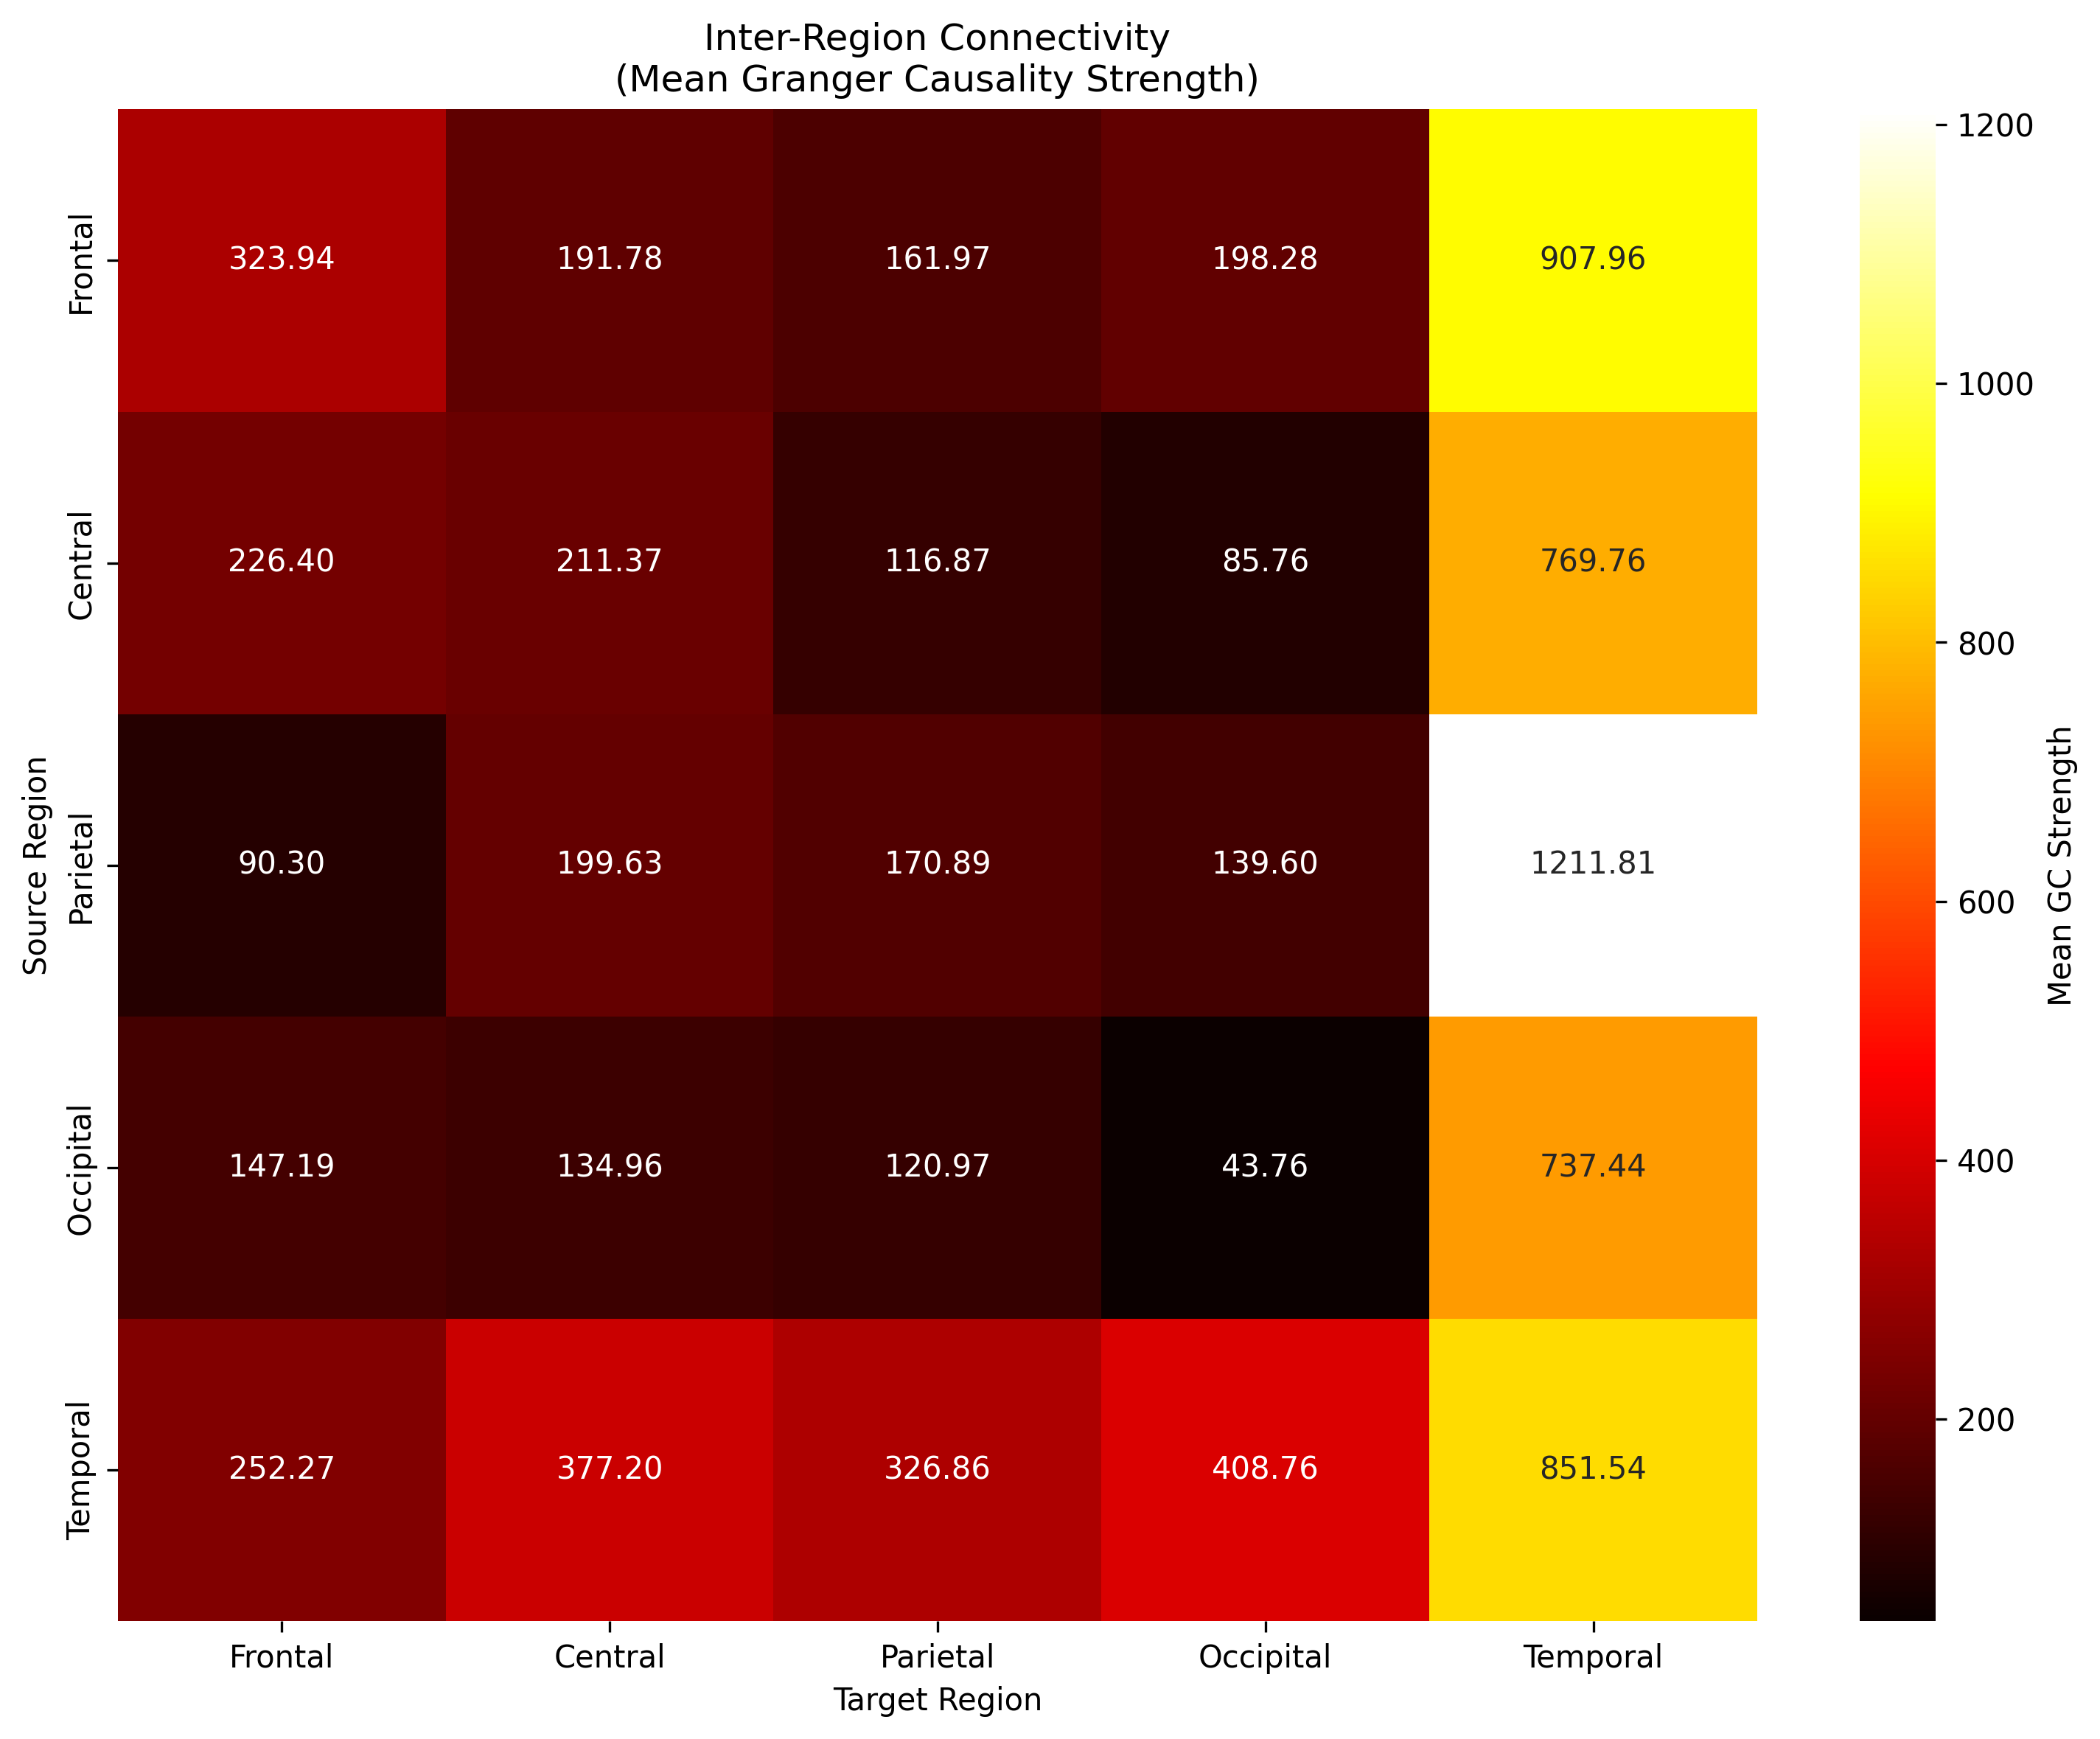 Inter-Region Connectivity
(Mean Granger Causality Strength)
Source Region
Frontal
323.94 191.78 161.97 198.28 907.96
Central
226.40 211.37 116.87 85.76 769.76
Parietal
90.30 199.63 170.89 139.60 1211.81
Occipital
147.19 134.96 120.97 43.76 737.44
Temporal
252.27 377.20 326.86 408.76 851.54
Frontal Central Parietal Occipital Temporal
Target Region
1200
1000
800
600
400
200
Mean GC Strength